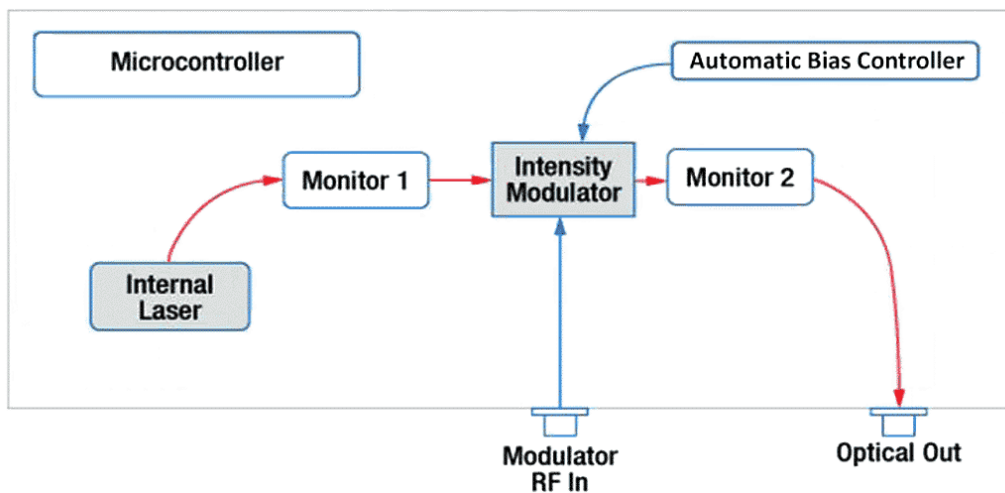 Microcontroller
Automatic Bias Controller
Monitor 1
Intensity
Modulator
Monitor 2
Internal
Laser
Modulator
RF In
Optical Out